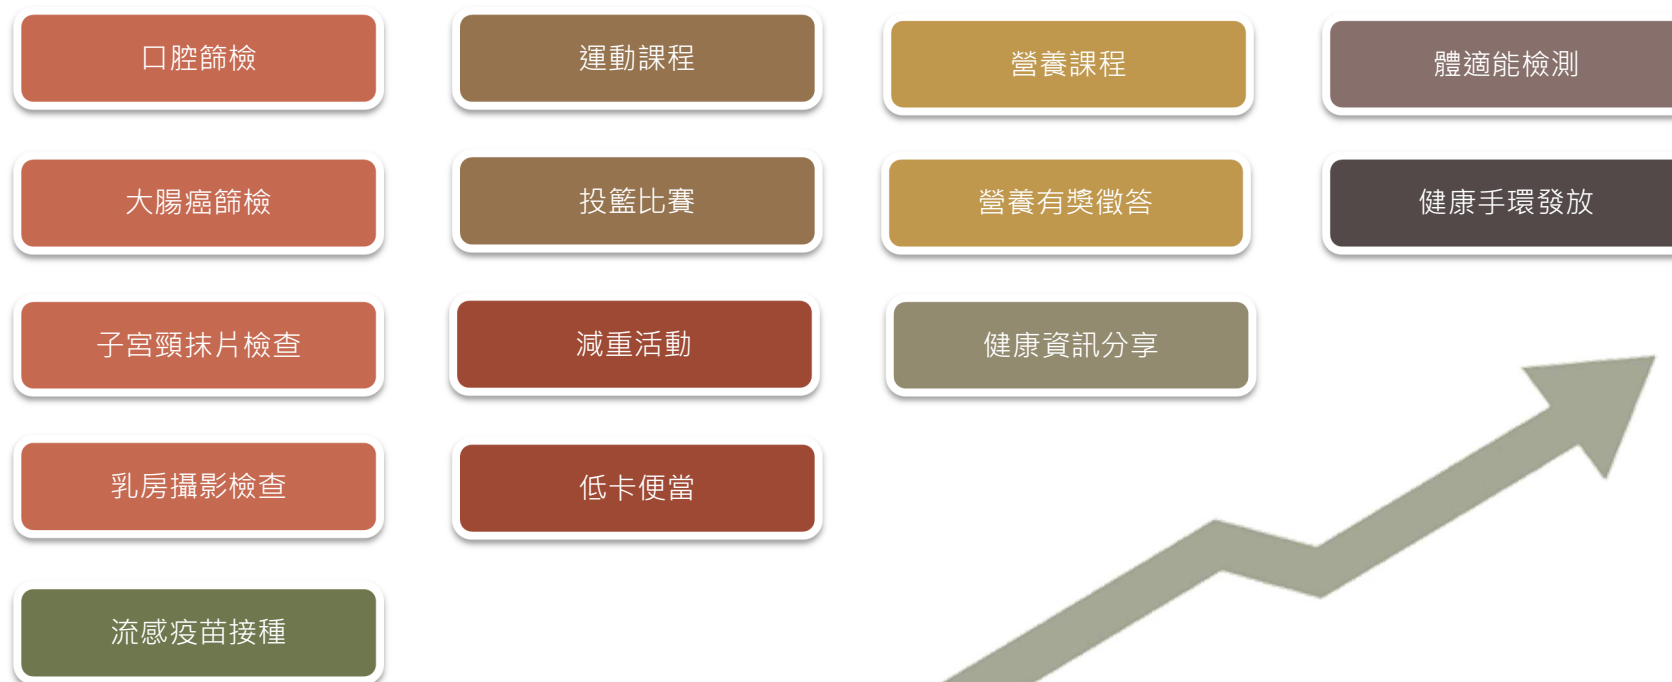 口腔篩檢
運動課程
營養課程
體適能檢測
大腸癌篩檢
投籃比賽
營養有獎徵答
健康手環發放
子宮頸抹片檢查
減重活動
健康資訊分享
乳房攝影檢查
低卡便當
流感疫苗接種